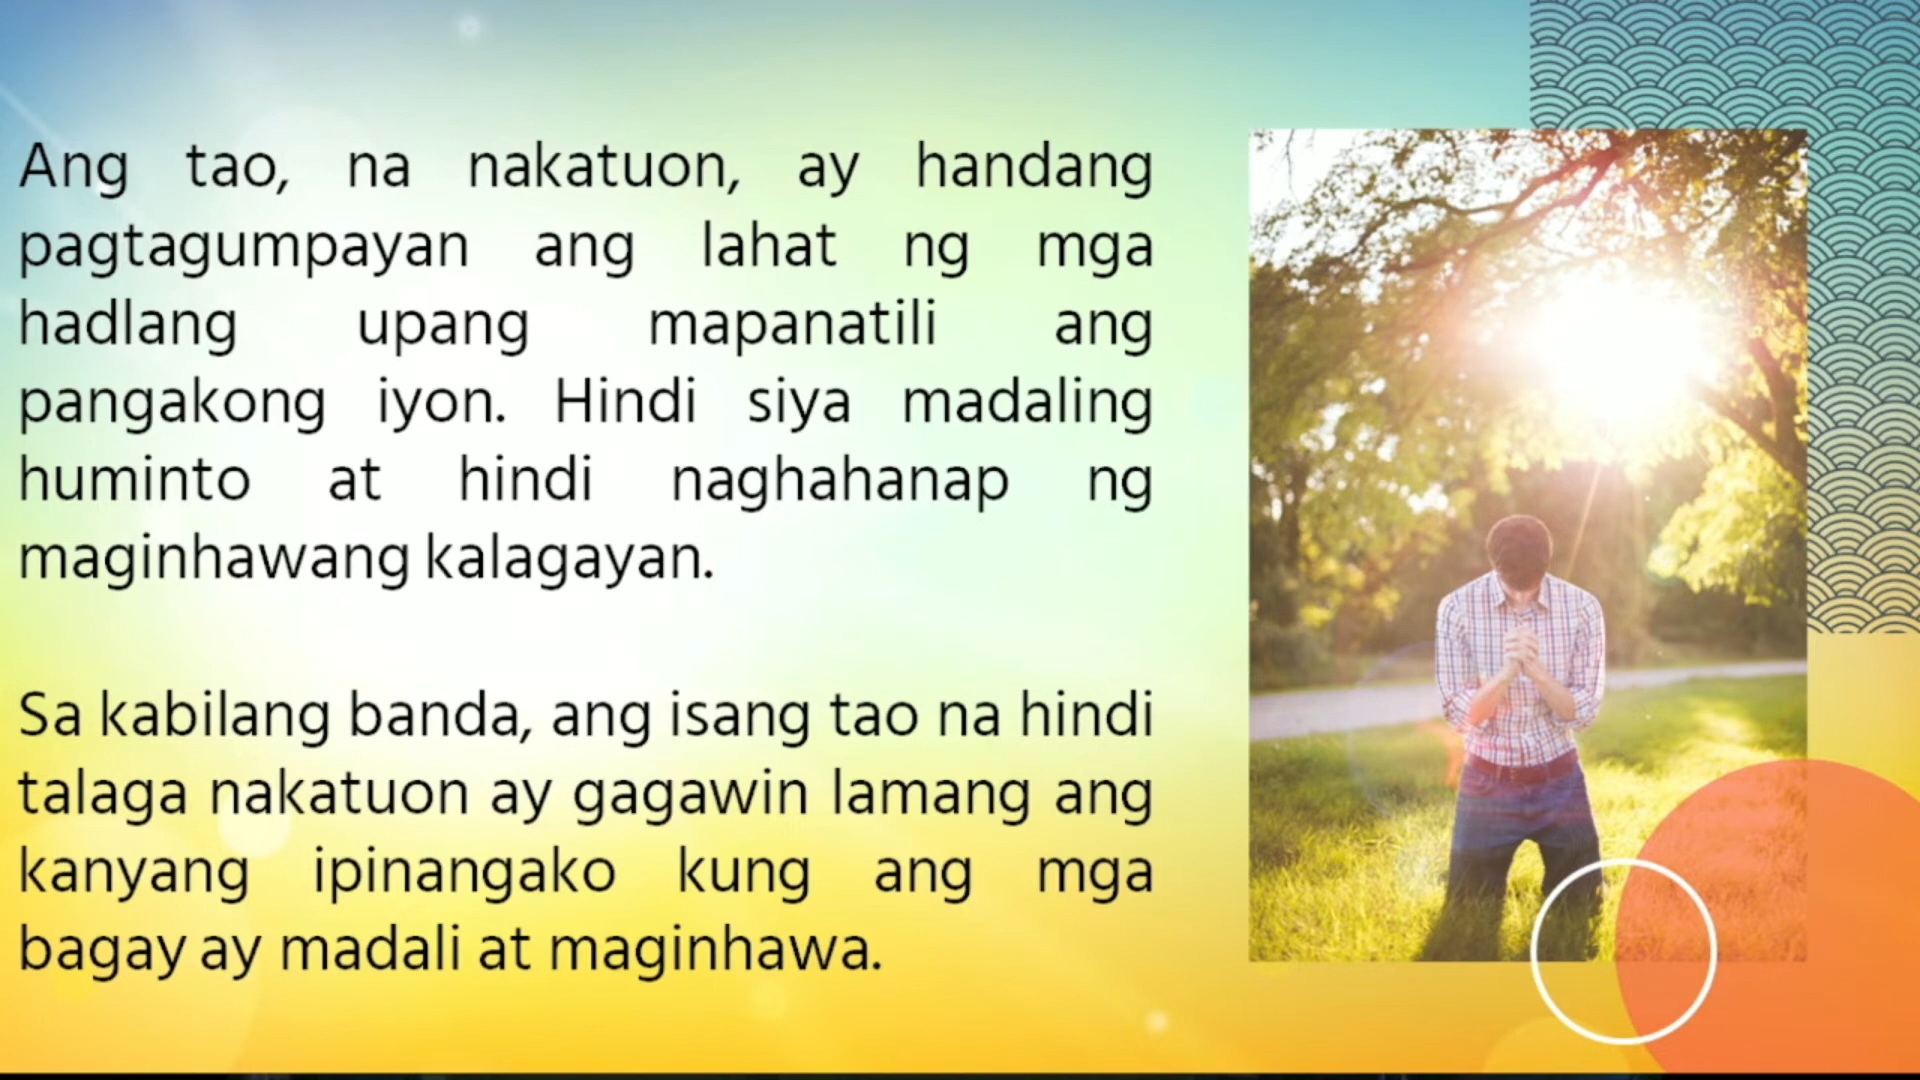 Ang tao, na nakatuon, ay handang
pagtagumpayan ang lahat ng mga
hadlang upang mapanatili ang
pangakong iyon. Hindi siya madaling
huminto at hindi naghahanap ng
maginhawang kalagayan.
Sa kabilang banda, ang isang tao na hindi
talaga nakatuon ay gagawin lamang ang
kanyang ipinangako kung ang mga
bagay ay madali at maginhawa.